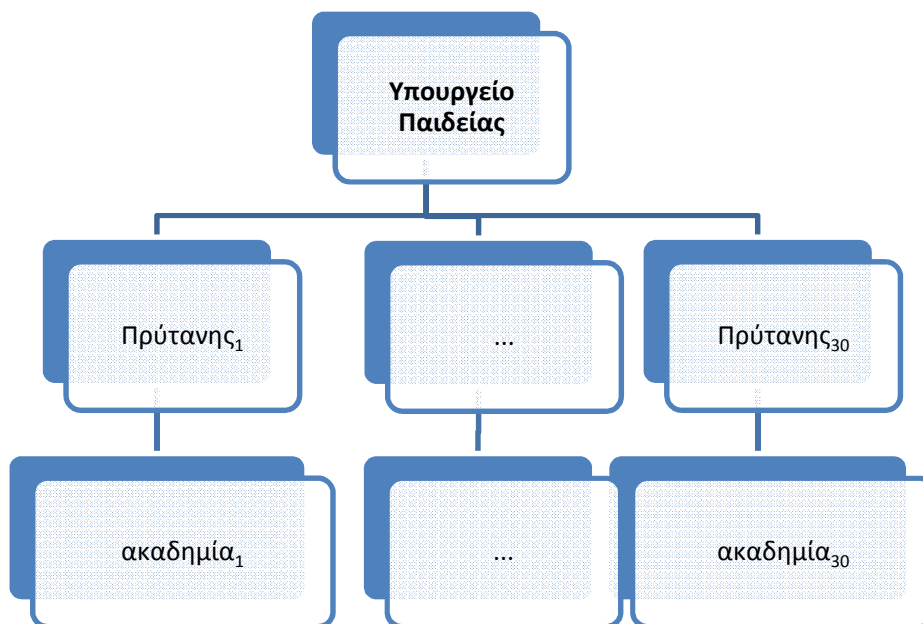 Υπουργείο
Παιδείας
Πρύτανης₁
...
Πρύτανης₃₀
ακαδημία₁
...
ακαδημία₃₀